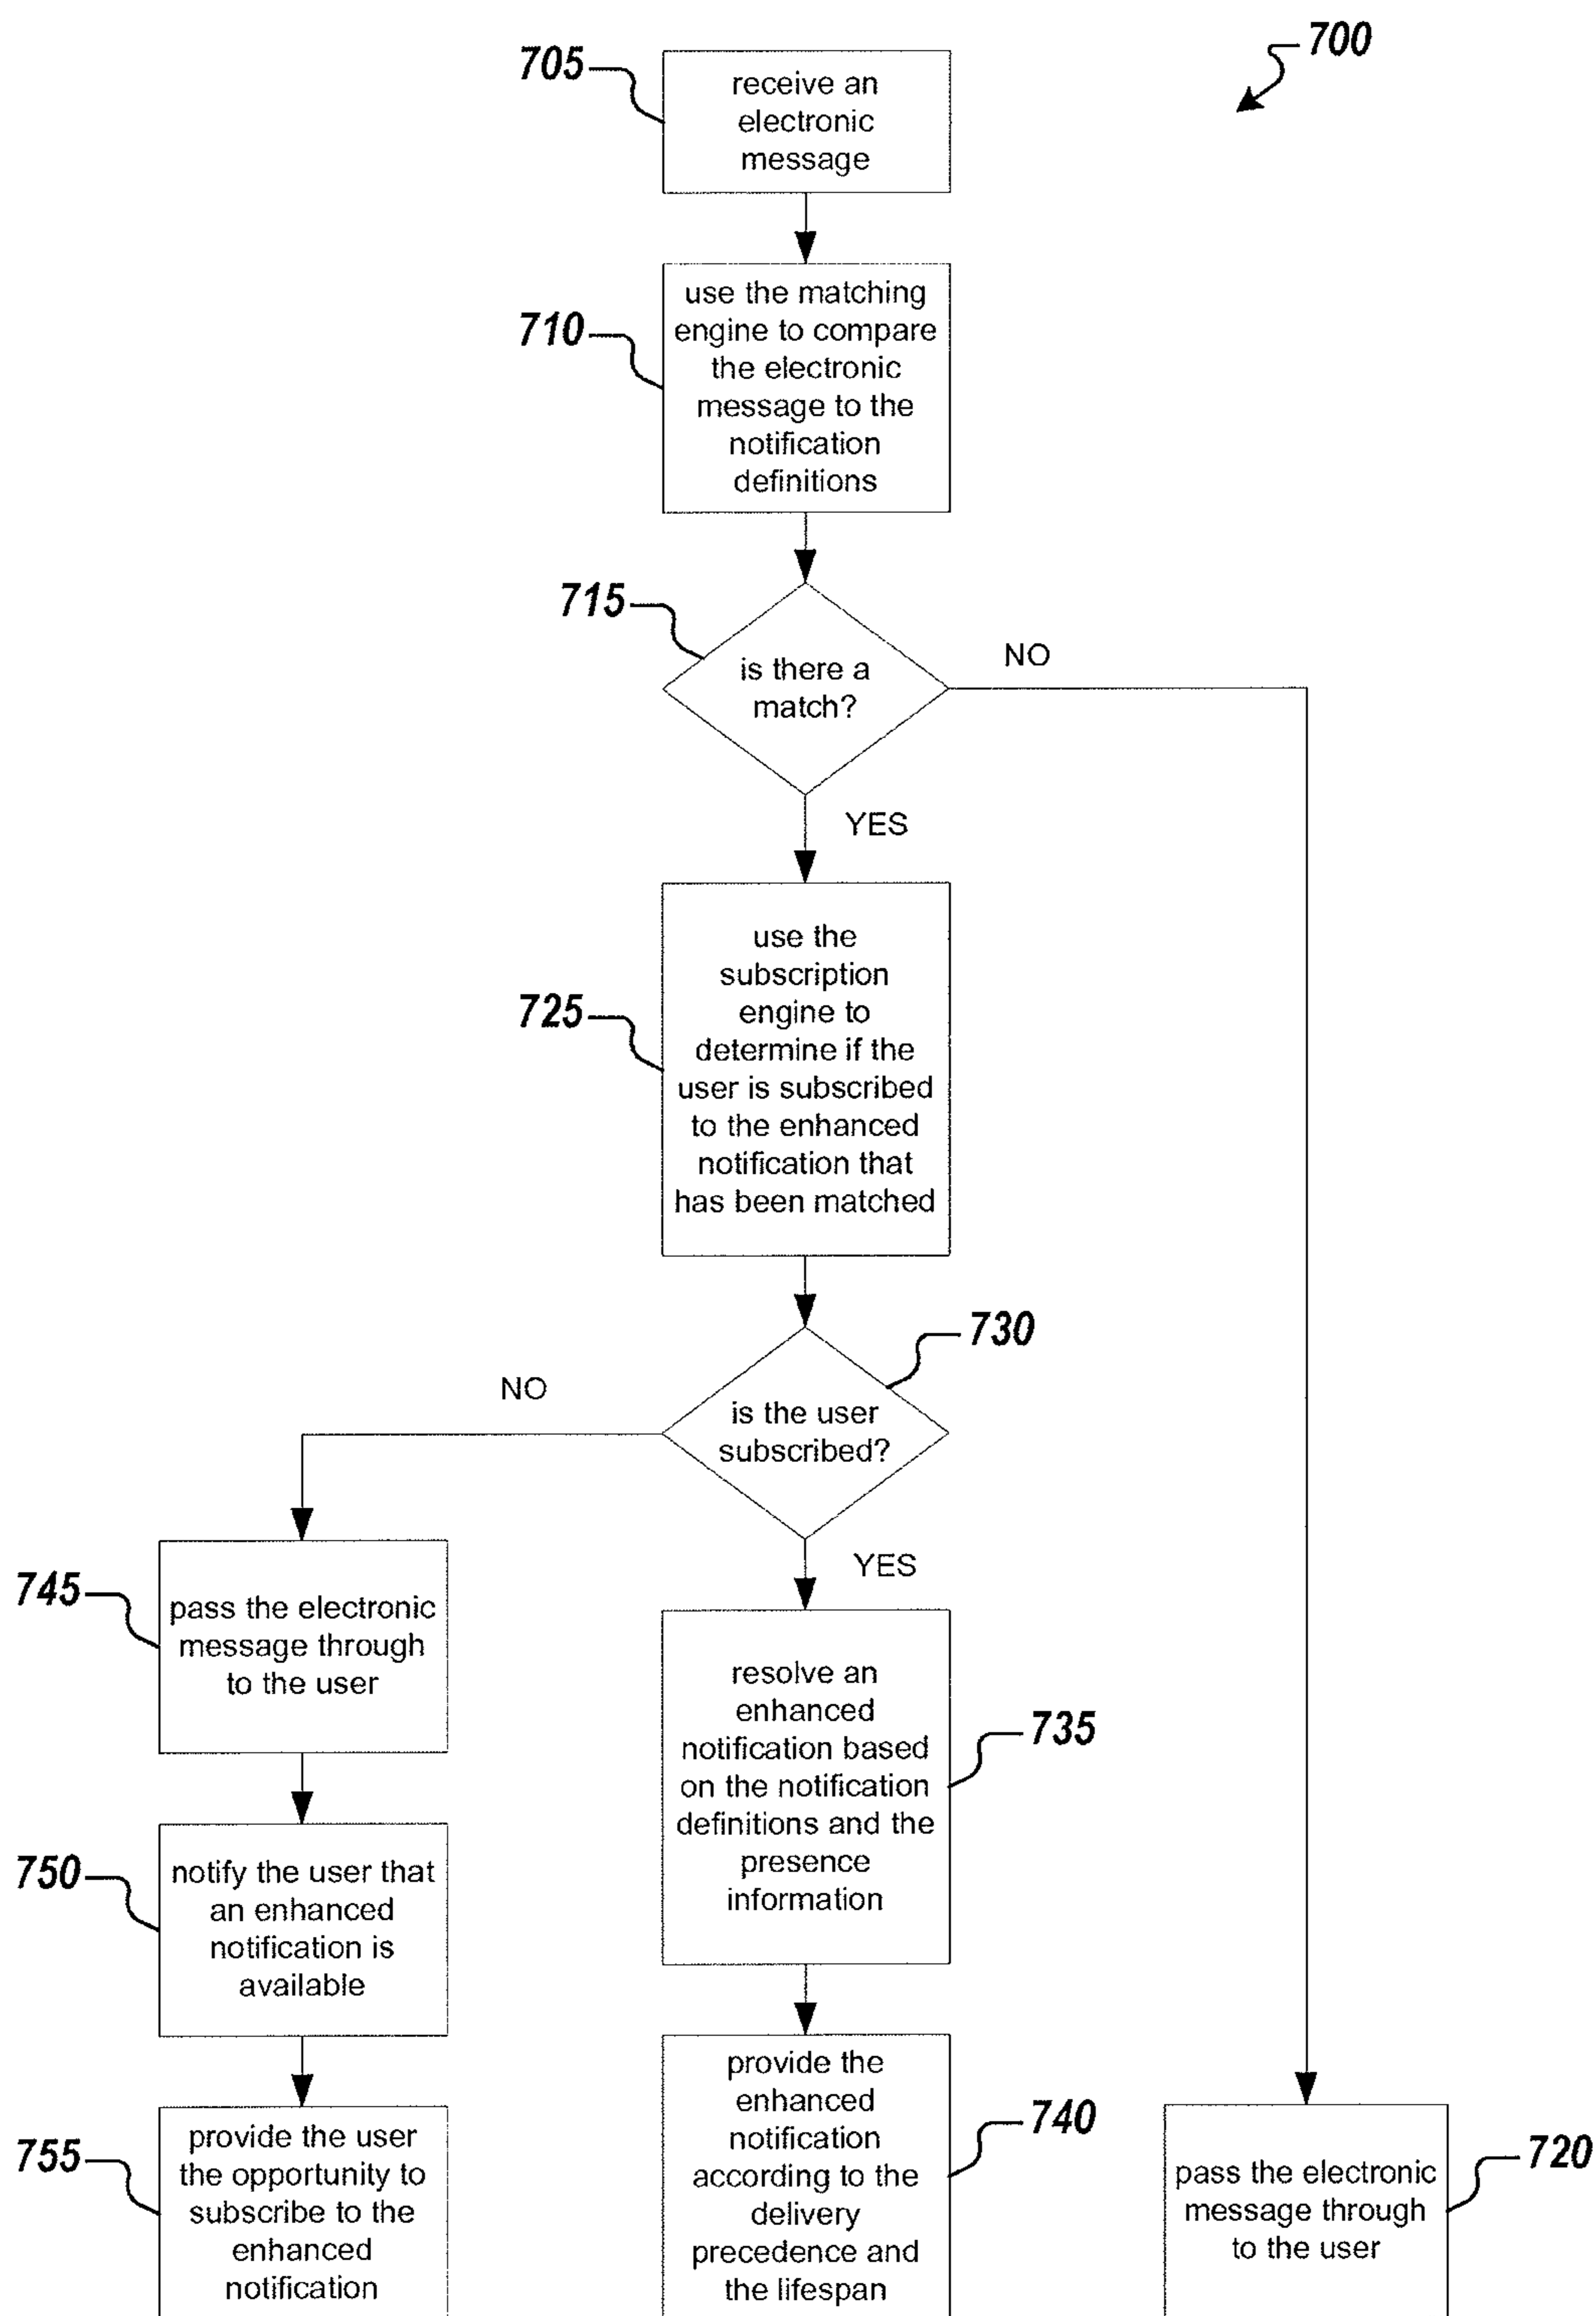 700
705
receive an
electronic
message
710
use the matching
engine to compare
the electronic
message to the
notification
definitions
715
is there a
match?
NO
YES
725
use the
subscription
engine to
determine if the
user is subscribed
to the enhanced
notification that
has been matched
730
is the user
subscribed?
NO
YES
745
pass the electronic
message through
to the user
735
resolve an
enhanced
notification based
on the notification
definitions and the
presence
information
750
notify the user that
an enhanced
notification is
available
755
provide the user
the opportunity to
subscribe to the
enhanced
notification
740
provide the
enhanced
notification
according to the
delivery
precedence and
the lifespan
720
pass the electronic
message through
to the user